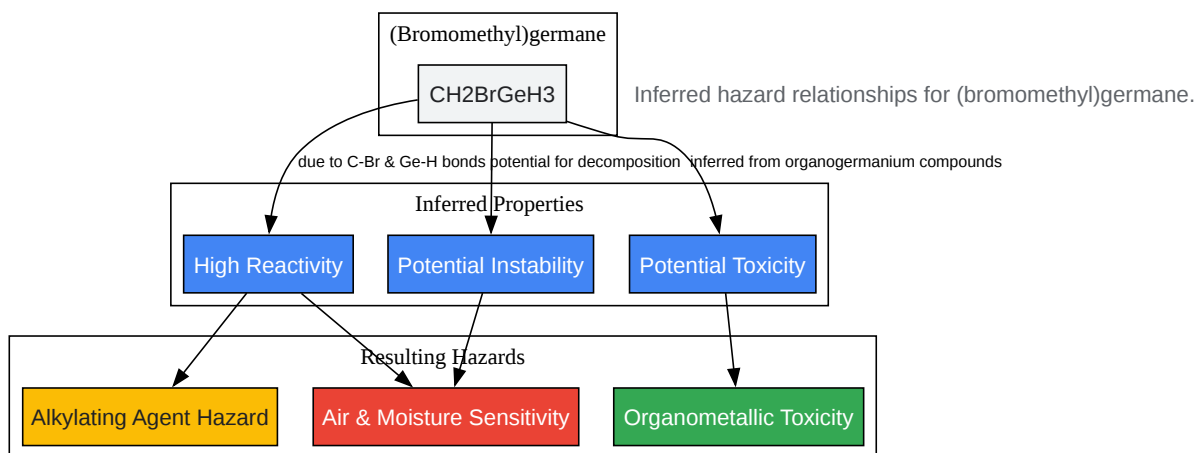 (Bromomethyl)germane
CH2BrGeH3
Inferred hazard relationships for (bromomethyl)germane.
due to C-Br & Ge-H bonds
potential for decomposition
inferred from organogermanium compounds
Inferred Properties
High Reactivity
Potential Instability
Potential Toxicity
Resulting Hazards
Alkylating Agent Hazard
Air & Moisture Sensitivity
Organometallic Toxicity